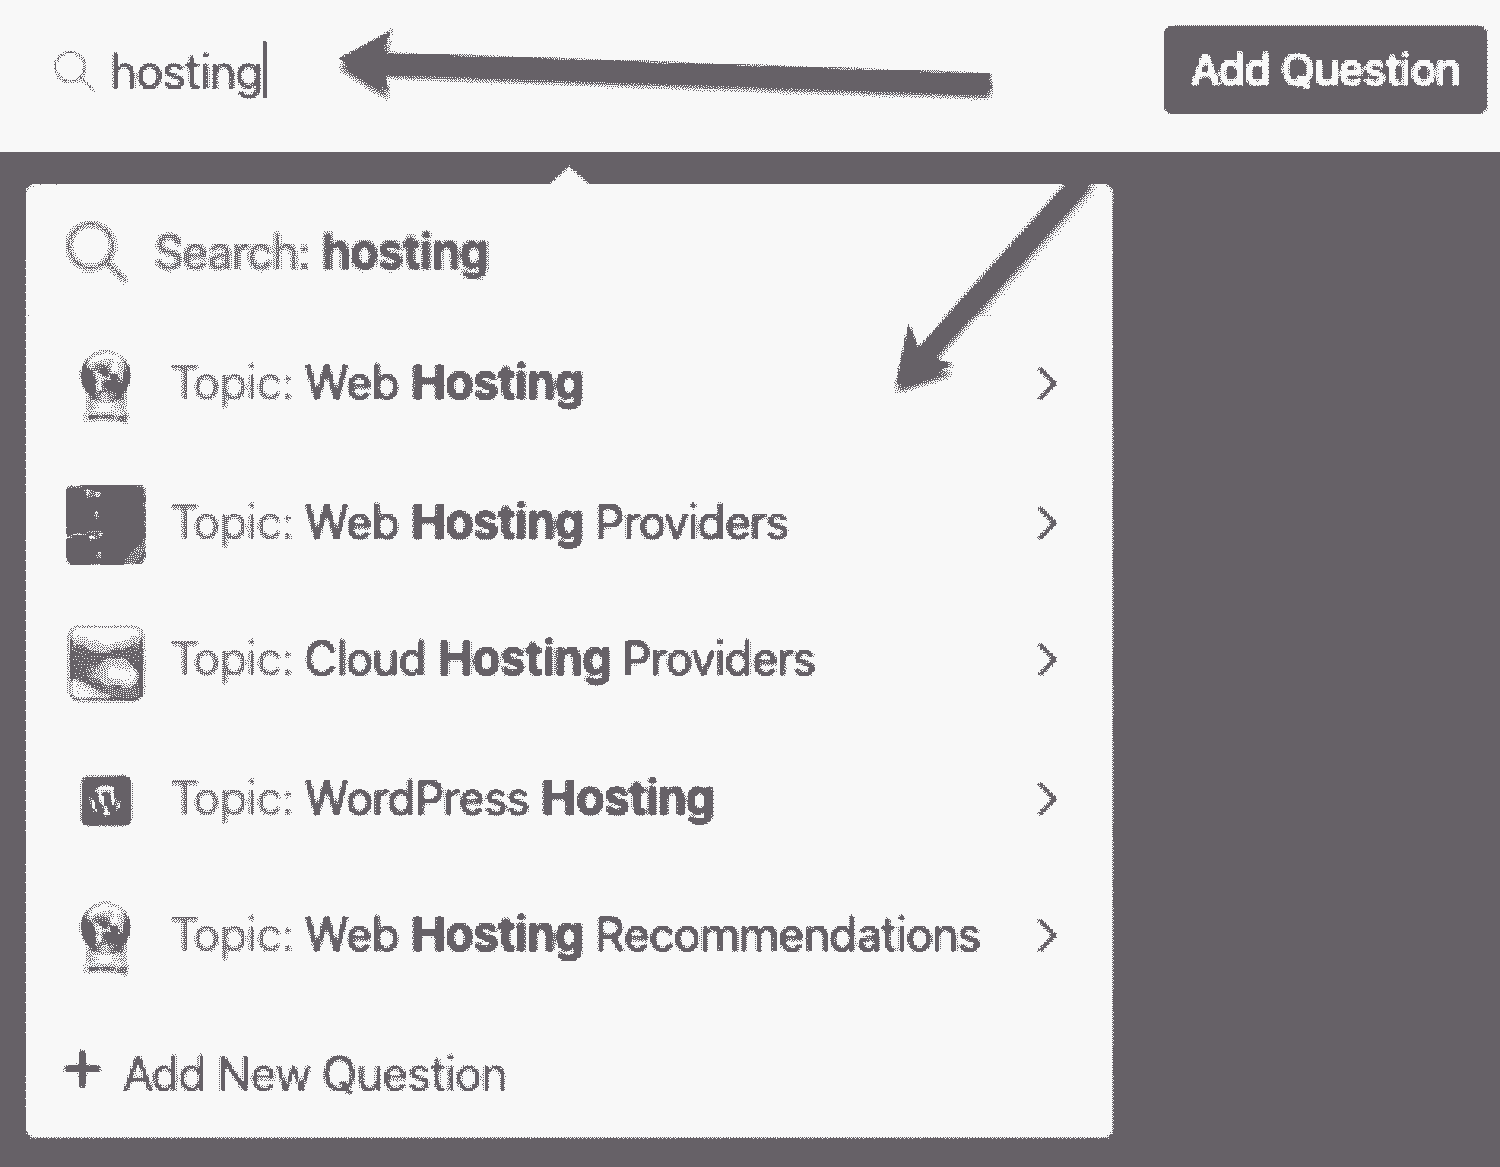 hosting
Add Question
Search: hosting
Topic: Web Hosting
Topic: Web Hosting Providers
Topic: Cloud Hosting Providers
Topic: WordPress Hosting
Topic: Web Hosting Recommendations
Add New Question